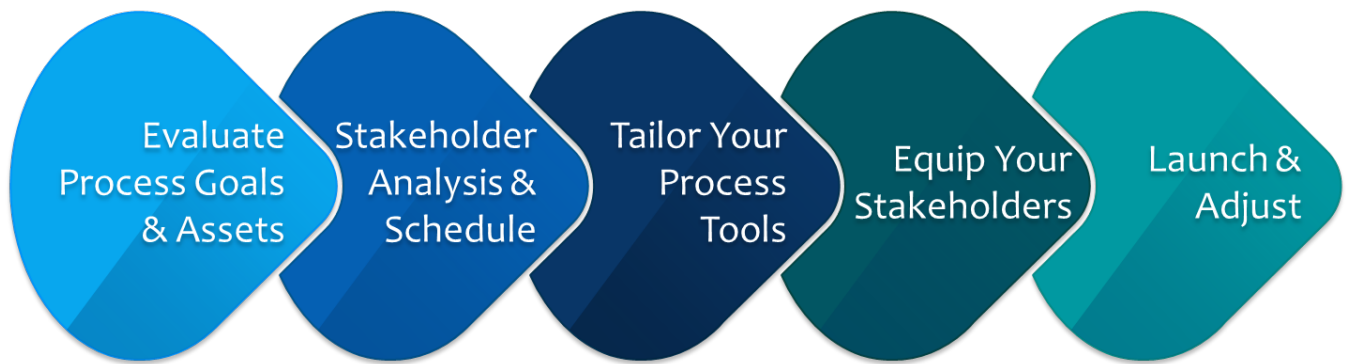 Evaluate
Process Goals
& Assets
Stakeholder
Analysis &
Schedule
Tailor Your
Process
Tools
Equip Your
Stakeholders
Launch &
Adjust